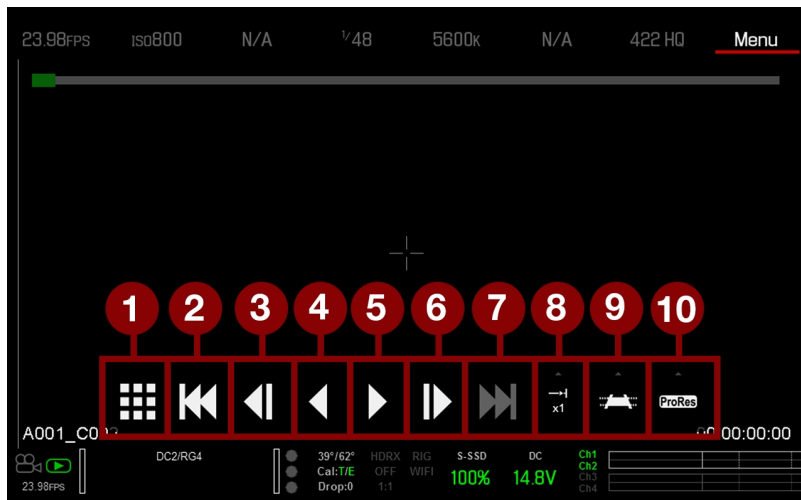 23.98FPS ISO800 N/A 1/48 5600K N/A 422 HQ Menu
1 2 3 4 5 6 7 8 9 10
x1 ProRes
A001_C00 00:00:00
DC2/RG4 39°/62° HDRX RIG S-SSD DC Ch1
Cal:T/E OFF WIFI 100% 14.8V Ch2
23.98FPS Drop:0 1:1 Ch3
Ch4